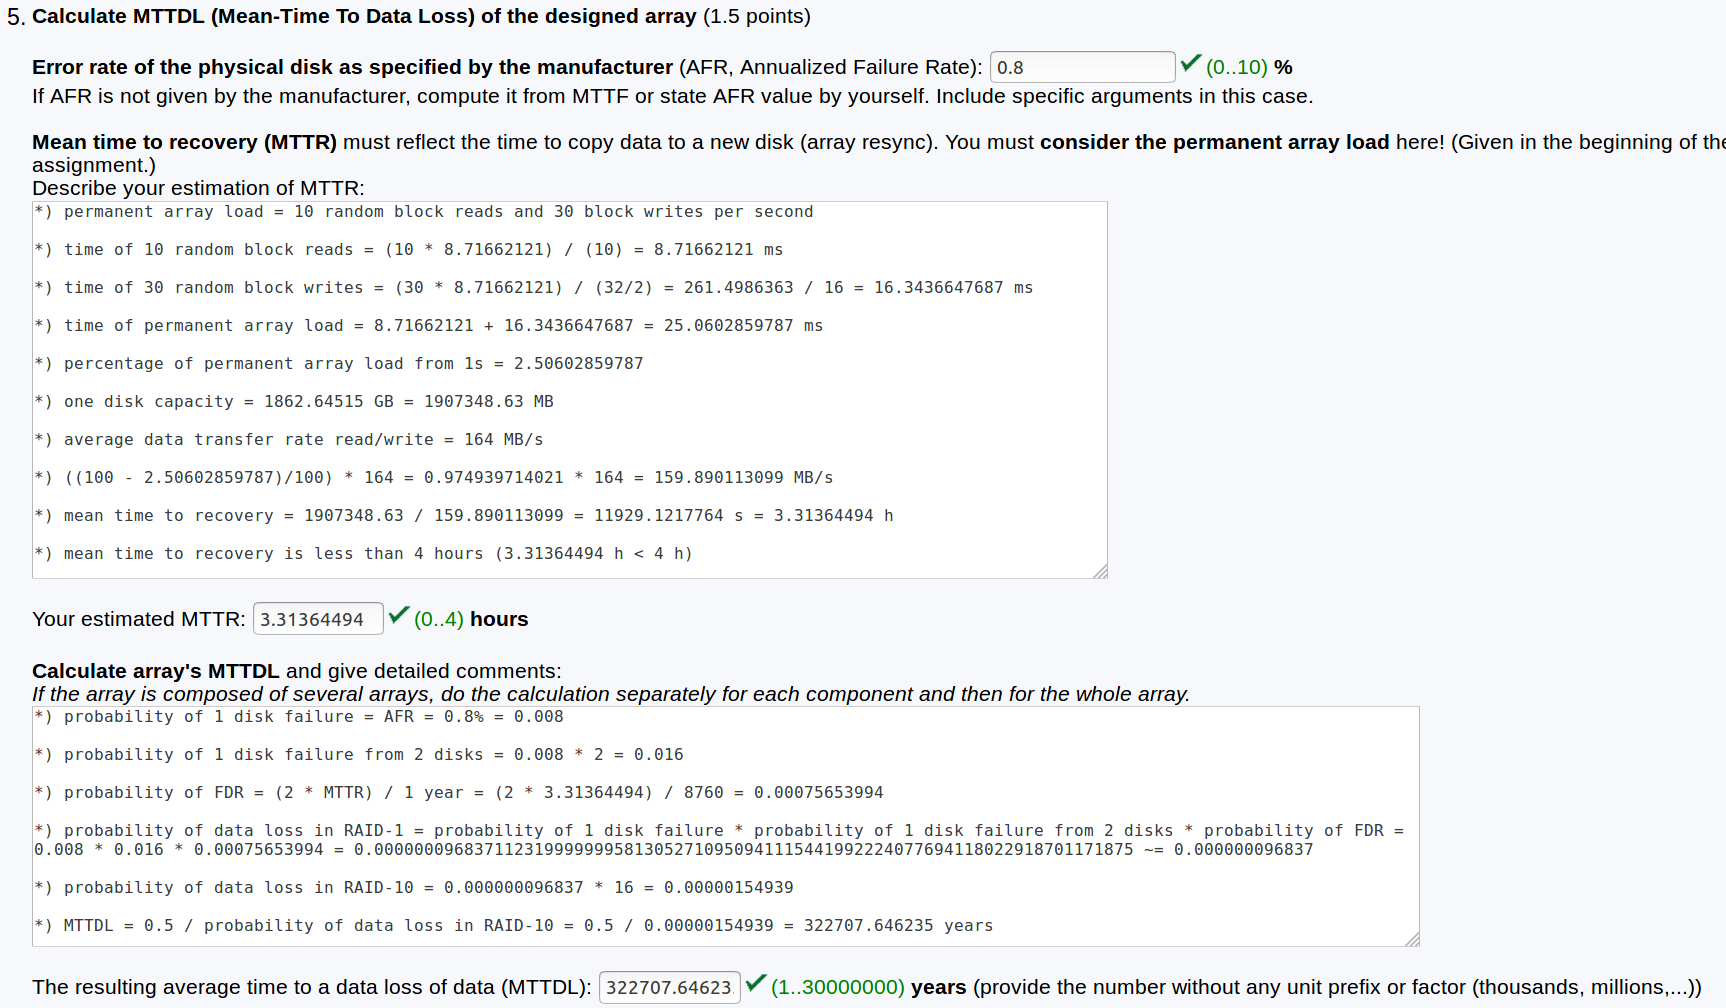 5. Calculate MTTDL (Mean-Time To Data Loss) of the designed array (1.5 points)
Error rate of the physical disk as specified by the manufacturer (AFR, Annualized Failure Rate): 0.8 (0..10) %
If AFR is not given by the manufacturer, compute it from MTTF or state AFR value by yourself. Include specific arguments in this case.
Mean time to recovery (MTTR) must reflect the time to copy data to a new disk (array resync). You must consider the permanent array load here! (Given in the beginning of the
assignment.)
Describe your estimation of MTTR:
*) permanent array load = 10 random block reads and 30 block writes per second
*) time of 10 random block reads = (10 * 8.71662121) / (10) = 8.71662121 ms
*) time of 30 random block writes = (30 * 8.71662121) / (32/2) = 261.4986363 / 16 = 16.3436647687 ms
*) time of permanent array load = 8.71662121 + 16.3436647687 = 25.0602859787 ms
*) percentage of permanent array load from 1s = 2.50602859787
*) one disk capacity = 1862.64515 GB = 1907348.63 MB
*) average data transfer rate read/write = 164 MB/s
*) ((100 - 2.50602859787)/100) * 164 = 0.974939714021 * 164 = 159.890113099 MB/s
*) mean time to recovery = 1907348.63 / 159.890113099 = 11929.1217764 s = 3.31364494 h
*) mean time to recovery is less than 4 hours (3.31364494 h < 4 h)
Your estimated MTTR: 3.31364494 (0..4) hours
Calculate array's MTTDL and give detailed comments:
If the array is composed of several arrays, do the calculation separately for each component and then for the whole array.
*) probability of 1 disk failure = AFR = 0.8% = 0.008
*) probability of 1 disk failure from 2 disks = 0.008 * 2 = 0.016
*) probability of FDR = (2 * MTTR) / 1 year = (2 * 3.31364494) / 8760 = 0.00075653994
*) probability of data loss in RAID-1 = probability of 1 disk failure * probability of 1 disk failure from 2 disks * probability of FDR =
0.008 * 0.016 * 0.00075653994 = 0.0000000968371123199999999581305271095094111544199222407769411802291870117​1875 ~= 0.000000096837
*) probability of data loss in RAID-10 = 0.000000096837 * 16 = 0.00000154939
*) MTTDL = 0.5 / probability of data loss in RAID-10 = 0.5 / 0.00000154939 = 322707.646235 years
The resulting average time to a data loss of data (MTTDL): 322707.64623 (1..30000000) years (provide the number without any unit prefix or factor (thousands, millions,...))